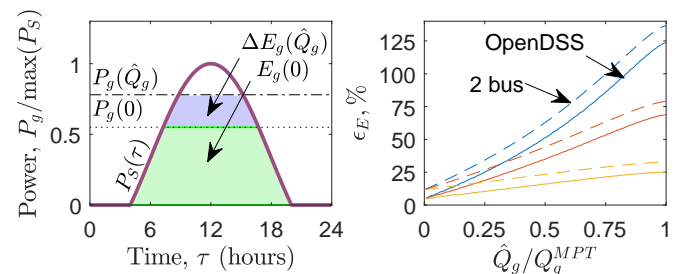 Power, P_g/max(P_S)
1
0.5
0
P_g(Q̂_g)
P_g(0)
P_S(τ)
ΔE_g(Q̂_g)
E_g(0)
0 6 12 18 24
Time, τ (hours)
ϵ_E, %
125
100
75
50
25
0
OpenDSS
2 bus
0 0.25 0.5 0.75 1
Q̂_g/Q_g^{MPT}